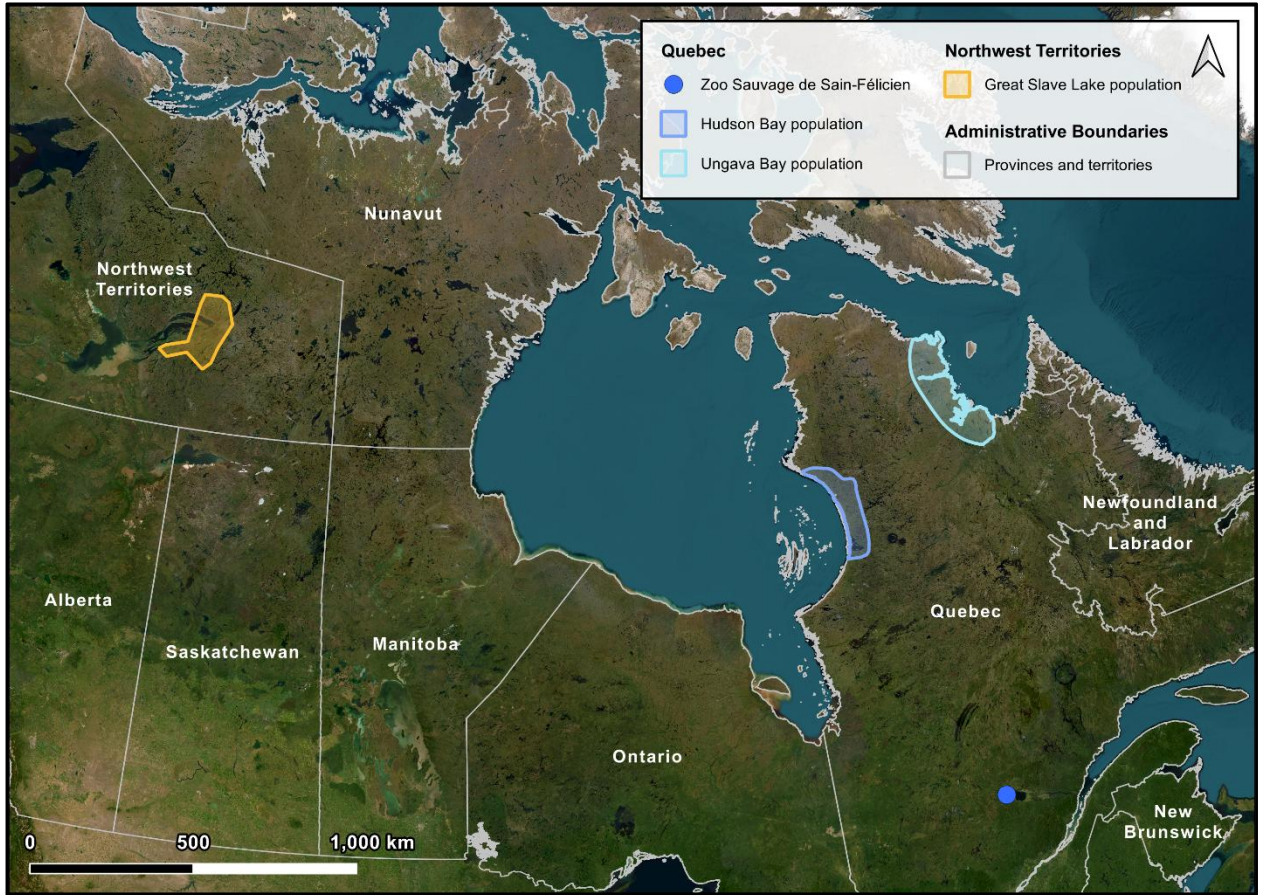 Quebec
Zoo Sauvage de Sain-Félicien
Hudson Bay population
Ungava Bay population
Northwest Territories
Great Slave Lake population
Administrative Boundaries
Provinces and territories
Nunavut
Northwest
Territories
Newfoundland
and
Labrador
Alberta
Quebec
Saskatchewan
Manitoba
Ontario
New
Brunswick
0
500
1,000 km